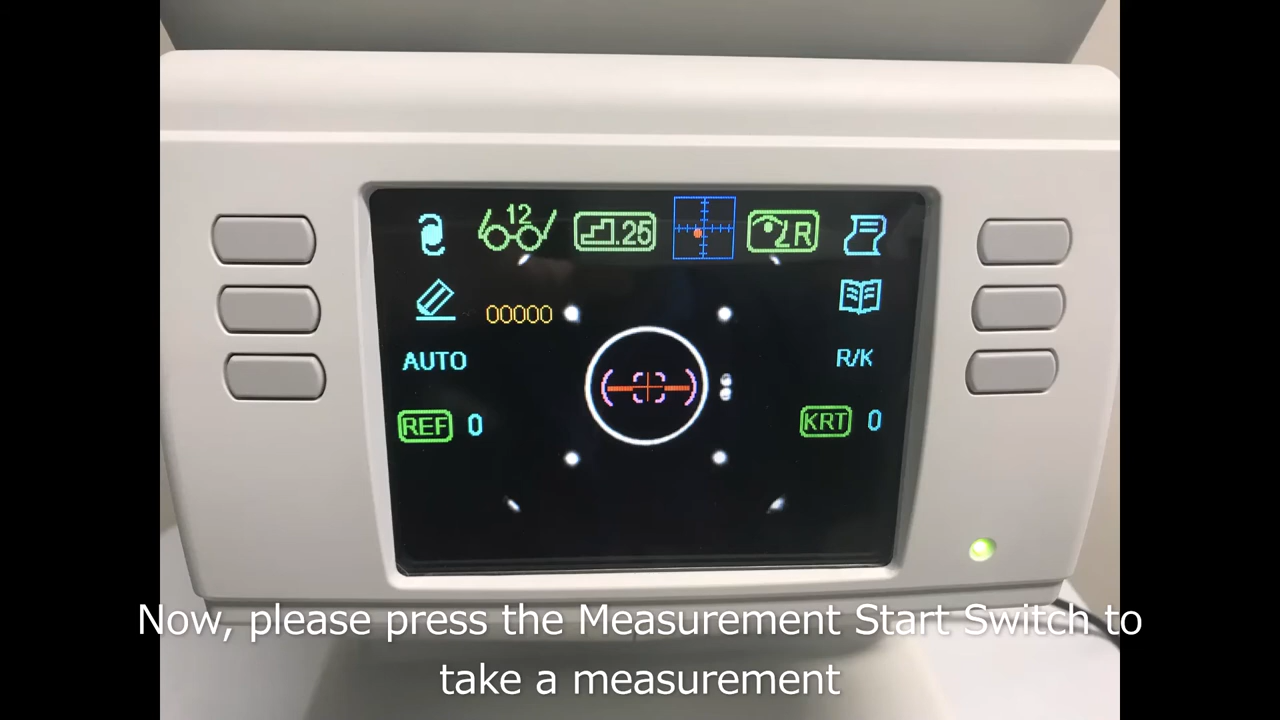 12
.25
R
00000
AUTO
R/K
REF 0
KRT 0
Now, please press the Measurement Start Switch to
take a measurement